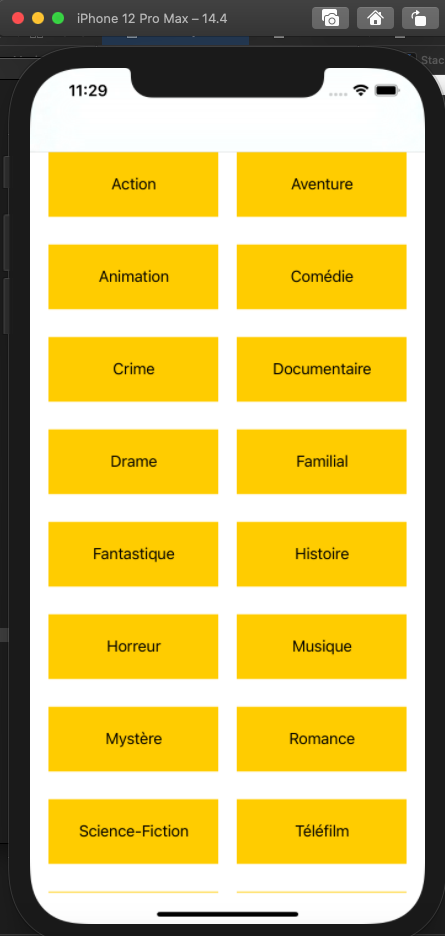 iPhone 12 Pro Max – 14.4
Stac
11:29
Action
Aventure
Animation
Comédie
Crime
Documentaire
Drame
Familial
Fantastique
Histoire
Horreur
Musique
Mystère
Romance
Science-Fiction
Téléfilm